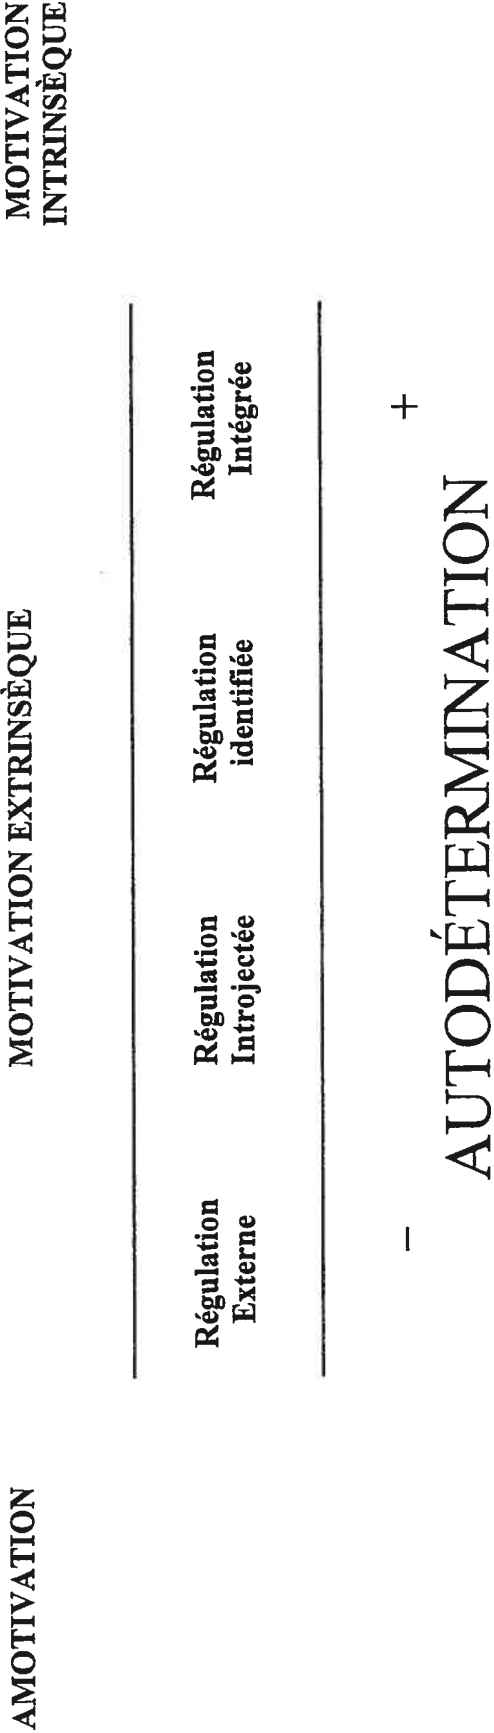 AMOTIVATION
MOTIVATION EXTRINSÈQUE
MOTIVATION
INTRINSÈQUE
Régulation
Externe
Régulation
Introjectée
Régulation
identifiée
Régulation
Intégrée
– +
AUTODÉTERMINATION